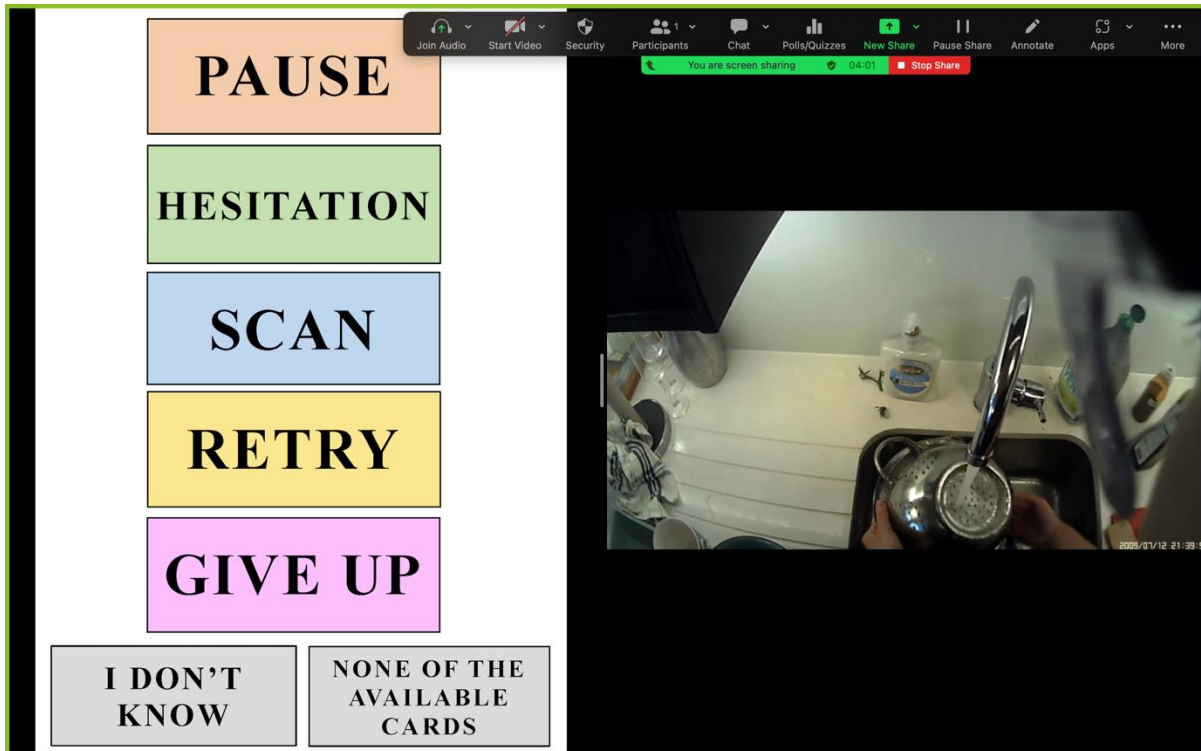 PAUSE
HESITATION
SCAN
RETRY
GIVE UP
I DON’T
KNOW
NONE OF THE
AVAILABLE
CARDS
Join Audio
Start Video
Security
1
Participants
Chat
Polls/Quizzes
New Share
Pause Share
Annotate
Apps
More
You are screen sharing
04:01
Stop Share
2009/07/12 21:39: